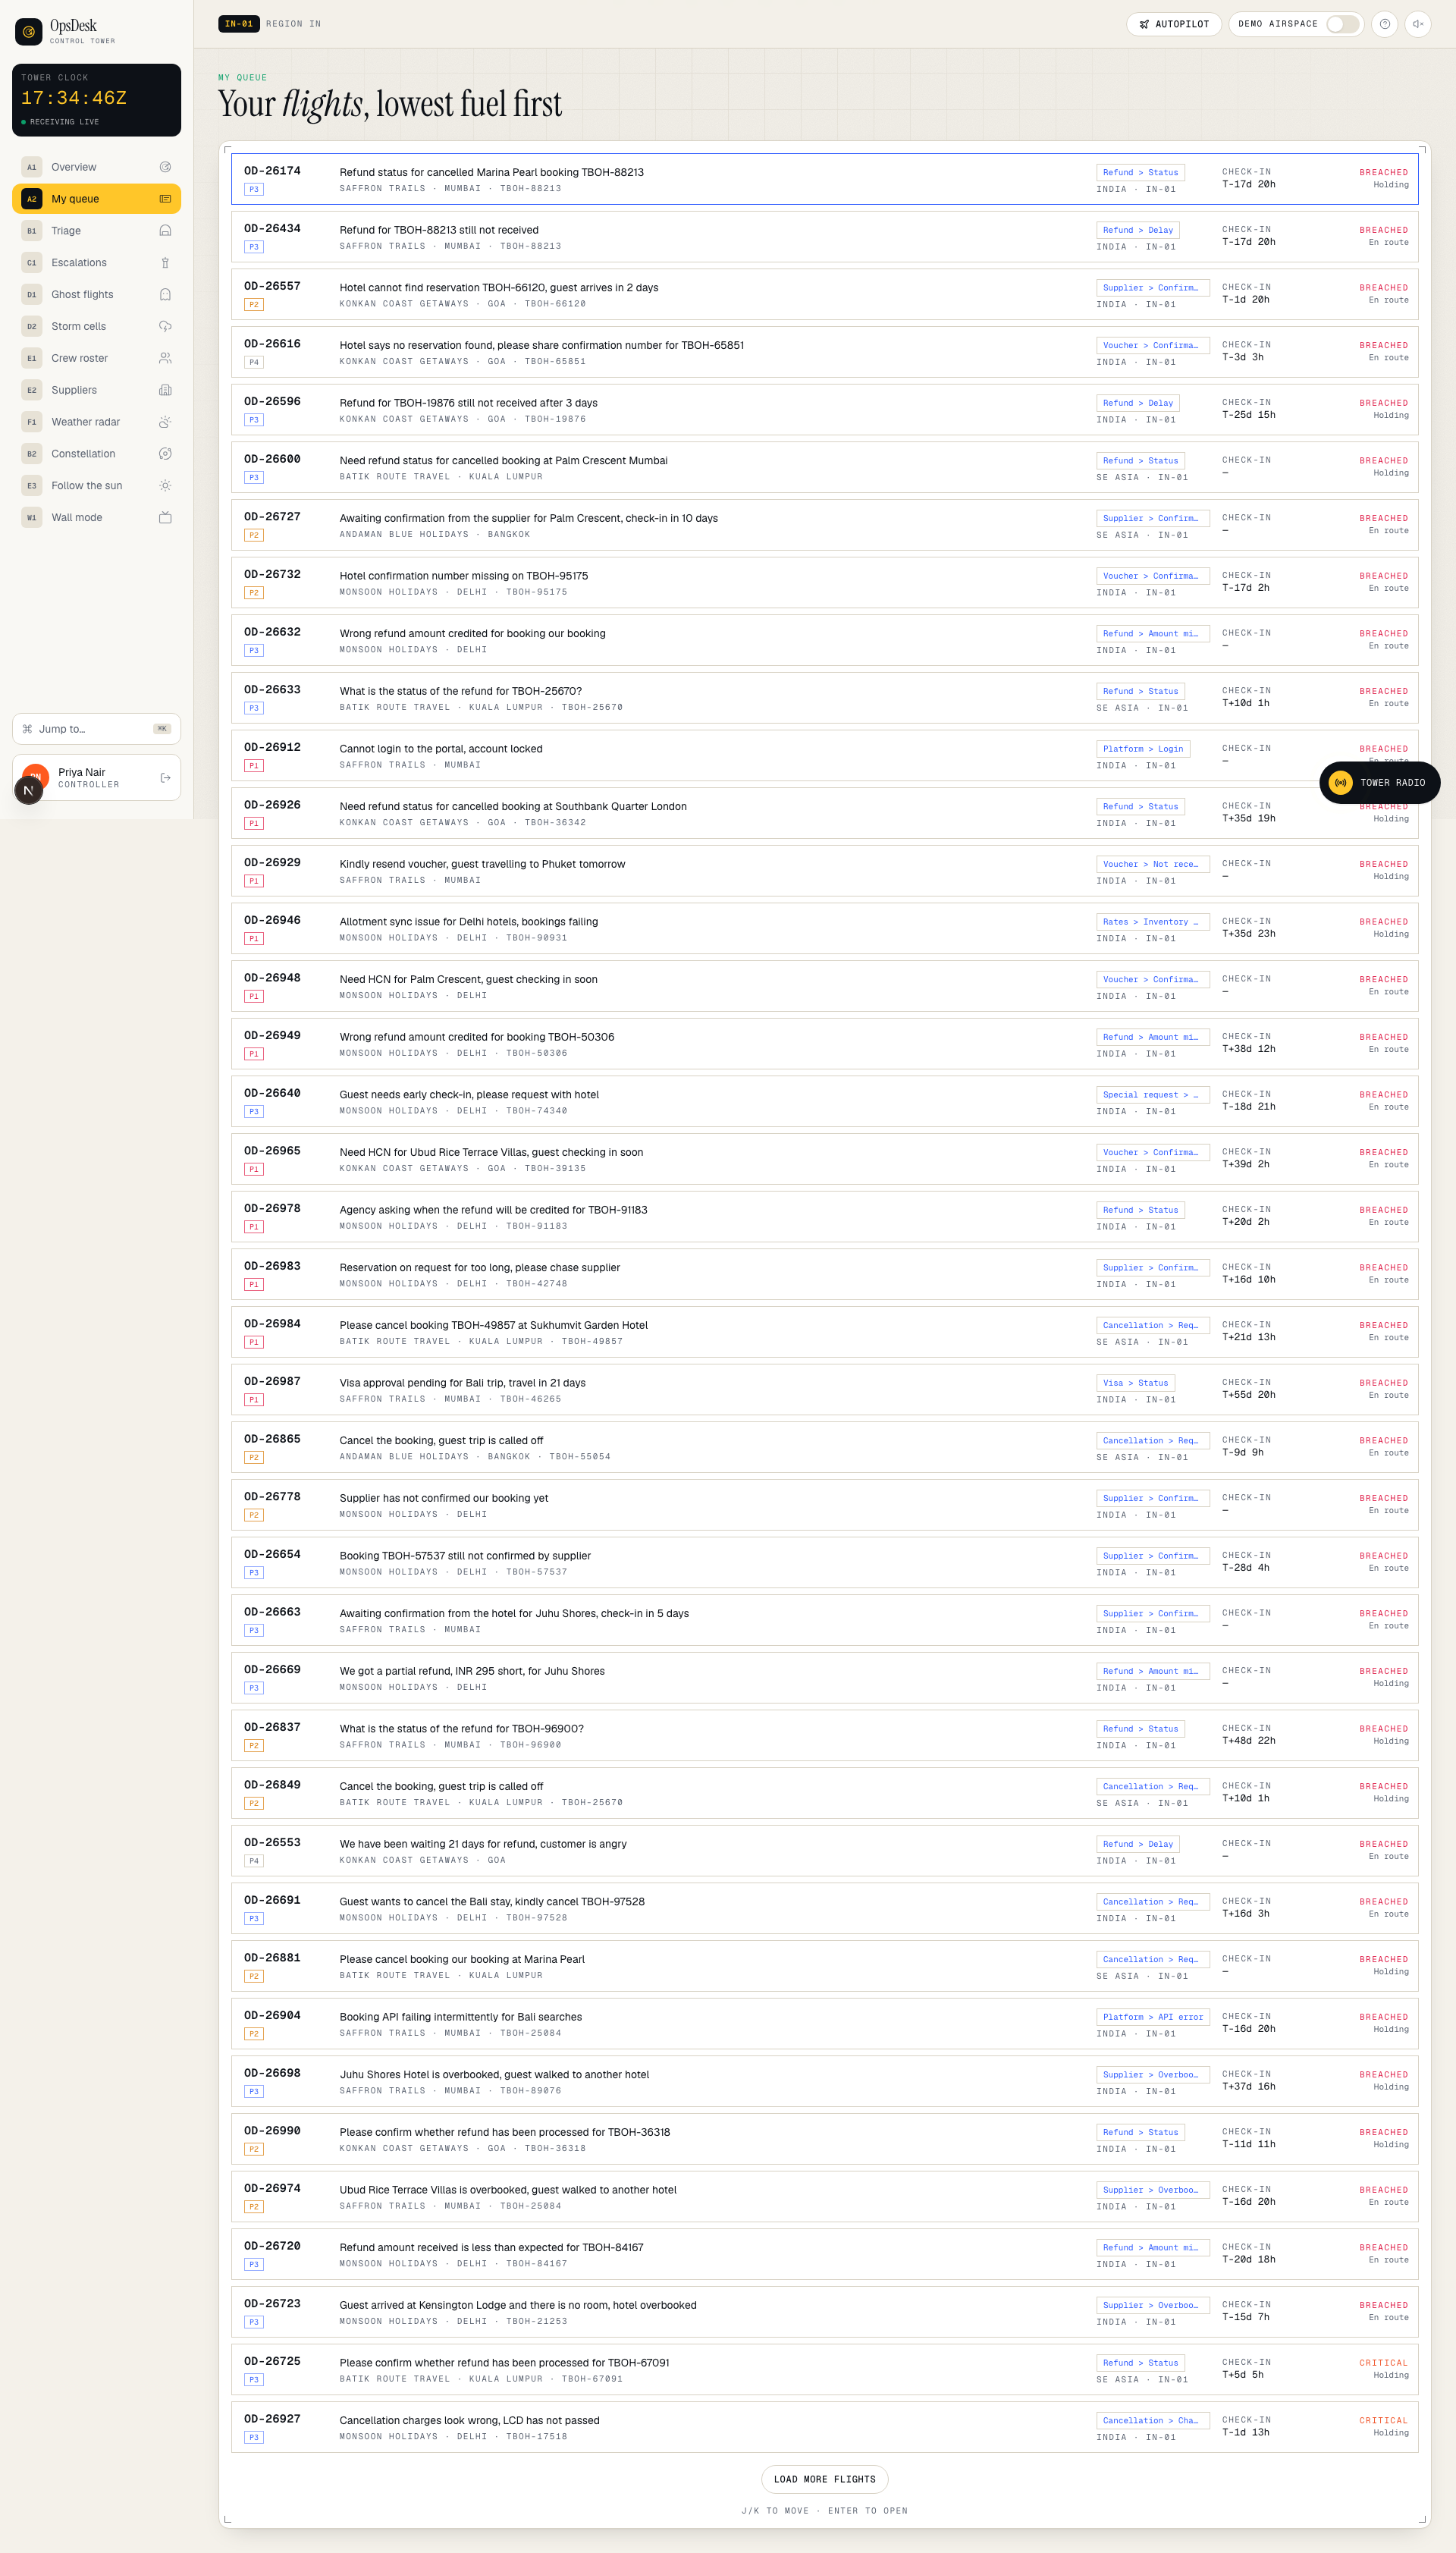 OpsDesk
CONTROL TOWER
TOWER CLOCK
17:34:46Z
RECEIVING LIVE
A1 Overview
A2 My queue
B1 Triage
C1 Escalations
D1 Ghost flights
D2 Storm cells
E1 Crew roster
E2 Suppliers
F1 Weather radar
B2 Constellation
E3 Follow the sun
W1 Wall mode
⌘ Jump to… ⌘K
Priya Nair
CONTROLLER
N
IN-01 REGION IN
AUTOPILOT
DEMO AIRSPACE
MY QUEUE
Your flights, lowest fuel first
OD-26174 Refund status for cancelled Marina Pearl booking TBOH-88213 Refund > Status CHECK-IN BREACHED
P3 SAFFRON TRAILS · MUMBAI · TBOH-88213 INDIA · IN-01 T-17d 20h Holding
OD-26434 Refund for TBOH-88213 still not received Refund > Delay CHECK-IN BREACHED
P3 SAFFRON TRAILS · MUMBAI · TBOH-88213 INDIA · IN-01 T-17d 20h En route
OD-26557 Hotel cannot find reservation TBOH-66120, guest arrives in 2 days Supplier > Confirm… CHECK-IN BREACHED
P2 KONKAN COAST GETAWAYS · GOA · TBOH-66120 INDIA · IN-01 T-1d 20h En route
OD-26616 Hotel says no reservation found, please share confirmation number for TBOH-65851 Voucher > Confirma… CHECK-IN BREACHED
P4 KONKAN COAST GETAWAYS · GOA · TBOH-65851 INDIA · IN-01 T-3d 3h En route
OD-26596 Refund for TBOH-19876 still not received after 3 days Refund > Delay CHECK-IN BREACHED
P3 KONKAN COAST GETAWAYS · GOA · TBOH-19876 INDIA · IN-01 T-25d 15h Holding
OD-26600 Need refund status for cancelled booking at Palm Crescent Mumbai Refund > Status CHECK-IN BREACHED
P3 BATIK ROUTE TRAVEL · KUALA LUMPUR SE ASIA · IN-01 — Holding
OD-26727 Awaiting confirmation from the supplier for Palm Crescent, check-in in 10 days Supplier > Confirm… CHECK-IN BREACHED
P2 ANDAMAN BLUE HOLIDAYS · BANGKOK SE ASIA · IN-01 — En route
OD-26732 Hotel confirmation number missing on TBOH-95175 Voucher > Confirma… CHECK-IN BREACHED
P2 MONSOON HOLIDAYS · DELHI · TBOH-95175 INDIA · IN-01 T-17d 2h En route
OD-26632 Wrong refund amount credited for booking our booking Refund > Amount mi… CHECK-IN BREACHED
P3 MONSOON HOLIDAYS · DELHI INDIA · IN-01 — En route
OD-26633 What is the status of the refund for TBOH-25670? Refund > Status CHECK-IN BREACHED
P3 BATIK ROUTE TRAVEL · KUALA LUMPUR · TBOH-25670 SE ASIA · IN-01 T+10d 1h En route
OD-26912 Cannot login to the portal, account locked Platform > Login CHECK-IN BREACHED
P1 SAFFRON TRAILS · MUMBAI INDIA · IN-01 —
TOWER RADIO
OD-26926 Need refund status for cancelled booking at Southbank Quarter London Refund > Status CHECK-IN BREACHED
P1 KONKAN COAST GETAWAYS · GOA · TBOH-36342 INDIA · IN-01 T+35d 19h Holding
OD-26929 Kindly resend voucher, guest travelling to Phuket tomorrow Voucher > Not rece… CHECK-IN BREACHED
P1 SAFFRON TRAILS · MUMBAI INDIA · IN-01 — Holding
OD-26946 Allotment sync issue for Delhi hotels, bookings failing Rates > Inventory … CHECK-IN BREACHED
P1 MONSOON HOLIDAYS · DELHI · TBOH-90931 INDIA · IN-01 T+35d 23h Holding
OD-26948 Need HCN for Palm Crescent, guest checking in soon Voucher > Confirma… CHECK-IN BREACHED
P1 MONSOON HOLIDAYS · DELHI INDIA · IN-01 — En route
OD-26949 Wrong refund amount credited for booking TBOH-50306 Refund > Amount mi… CHECK-IN BREACHED
P1 MONSOON HOLIDAYS · DELHI · TBOH-50306 INDIA · IN-01 T+38d 12h En route
OD-26640 Guest needs early check-in, please request with hotel Special request > … CHECK-IN BREACHED
P3 MONSOON HOLIDAYS · DELHI · TBOH-74340 INDIA · IN-01 T-18d 21h En route
OD-26965 Need HCN for Ubud Rice Terrace Villas, guest checking in soon Voucher > Confirma… CHECK-IN BREACHED
P1 KONKAN COAST GETAWAYS · GOA · TBOH-39135 INDIA · IN-01 T+39d 2h En route
OD-26978 Agency asking when the refund will be credited for TBOH-91183 Refund > Status CHECK-IN BREACHED
P1 MONSOON HOLIDAYS · DELHI · TBOH-91183 INDIA · IN-01 T+20d 2h En route
OD-26983 Reservation on request for too long, please chase supplier Supplier > Confirm… CHECK-IN BREACHED
P1 MONSOON HOLIDAYS · DELHI · TBOH-42748 INDIA · IN-01 T+16d 10h En route
OD-26984 Please cancel booking TBOH-49857 at Sukhumvit Garden Hotel Cancellation > Req… CHECK-IN BREACHED
P1 BATIK ROUTE TRAVEL · KUALA LUMPUR · TBOH-49857 SE ASIA · IN-01 T+21d 13h En route
OD-26987 Visa approval pending for Bali trip, travel in 21 days Visa > Status CHECK-IN BREACHED
P1 SAFFRON TRAILS · MUMBAI · TBOH-46265 INDIA · IN-01 T+55d 20h En route
OD-26865 Cancel the booking, guest trip is called off Cancellation > Req… CHECK-IN BREACHED
P2 ANDAMAN BLUE HOLIDAYS · BANGKOK · TBOH-55054 SE ASIA · IN-01 T-9d 9h En route
OD-26778 Supplier has not confirmed our booking yet Supplier > Confirm… CHECK-IN BREACHED
P2 MONSOON HOLIDAYS · DELHI INDIA · IN-01 — En route
OD-26654 Booking TBOH-57537 still not confirmed by supplier Supplier > Confirm… CHECK-IN BREACHED
P3 MONSOON HOLIDAYS · DELHI · TBOH-57537 INDIA · IN-01 T-28d 4h En route
OD-26663 Awaiting confirmation from the hotel for Juhu Shores, check-in in 5 days Supplier > Confirm… CHECK-IN BREACHED
P3 SAFFRON TRAILS · MUMBAI INDIA · IN-01 — En route
OD-26669 We got a partial refund, INR 295 short, for Juhu Shores Refund > Amount mi… CHECK-IN BREACHED
P3 MONSOON HOLIDAYS · DELHI INDIA · IN-01 — Holding
OD-26837 What is the status of the refund for TBOH-96900? Refund > Status CHECK-IN BREACHED
P2 SAFFRON TRAILS · MUMBAI · TBOH-96900 INDIA · IN-01 T+48d 22h Holding
OD-26849 Cancel the booking, guest trip is called off Cancellation > Req… CHECK-IN BREACHED
P2 BATIK ROUTE TRAVEL · KUALA LUMPUR · TBOH-25670 SE ASIA · IN-01 T+10d 1h Holding
OD-26553 We have been waiting 21 days for refund, customer is angry Refund > Delay CHECK-IN BREACHED
P4 KONKAN COAST GETAWAYS · GOA INDIA · IN-01 — En route
OD-26691 Guest wants to cancel the Bali stay, kindly cancel TBOH-97528 Cancellation > Req… CHECK-IN BREACHED
P3 MONSOON HOLIDAYS · DELHI · TBOH-97528 INDIA · IN-01 T+16d 3h En route
OD-26881 Please cancel booking our booking at Marina Pearl Cancellation > Req… CHECK-IN BREACHED
P2 BATIK ROUTE TRAVEL · KUALA LUMPUR SE ASIA · IN-01 — Holding
OD-26904 Booking API failing intermittently for Bali searches Platform > API error CHECK-IN BREACHED
P2 SAFFRON TRAILS · MUMBAI · TBOH-25084 INDIA · IN-01 T-16d 20h Holding
OD-26698 Juhu Shores Hotel is overbooked, guest walked to another hotel Supplier > Overboo… CHECK-IN BREACHED
P3 SAFFRON TRAILS · MUMBAI · TBOH-89076 INDIA · IN-01 T+37d 16h Holding
OD-26990 Please confirm whether refund has been processed for TBOH-36318 Refund > Status CHECK-IN BREACHED
P2 KONKAN COAST GETAWAYS · GOA · TBOH-36318 INDIA · IN-01 T-11d 11h Holding
OD-26974 Ubud Rice Terrace Villas is overbooked, guest walked to another hotel Supplier > Overboo… CHECK-IN BREACHED
P2 SAFFRON TRAILS · MUMBAI · TBOH-25084 INDIA · IN-01 T-16d 20h En route
OD-26720 Refund amount received is less than expected for TBOH-84167 Refund > Amount mi… CHECK-IN BREACHED
P3 MONSOON HOLIDAYS · DELHI · TBOH-84167 INDIA · IN-01 T-20d 18h En route
OD-26723 Guest arrived at Kensington Lodge and there is no room, hotel overbooked Supplier > Overboo… CHECK-IN BREACHED
P3 MONSOON HOLIDAYS · DELHI · TBOH-21253 INDIA · IN-01 T-15d 7h En route
OD-26725 Please confirm whether refund has been processed for TBOH-67091 Refund > Status CHECK-IN CRITICAL
P3 BATIK ROUTE TRAVEL · KUALA LUMPUR · TBOH-67091 SE ASIA · IN-01 T+5d 5h Holding
OD-26927 Cancellation charges look wrong, LCD has not passed Cancellation > Cha… CHECK-IN CRITICAL
P3 MONSOON HOLIDAYS · DELHI · TBOH-17518 INDIA · IN-01 T-1d 13h Holding
LOAD MORE FLIGHTS
J/K TO MOVE · ENTER TO OPEN